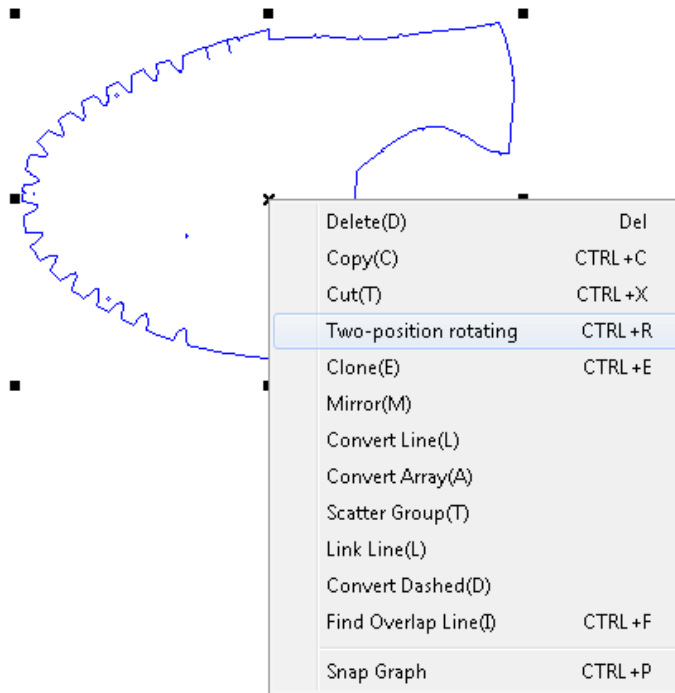 Delete(D) Del
Copy(C) CTRL+C
Cut(T) CTRL+X
Two-position rotating CTRL+R
Clone(E) CTRL+E
Mirror(M)
Convert Line(L)
Convert Array(A)
Scatter Group(T)
Link Line(L)
Convert Dashed(D)
Find Overlap Line(I) CTRL+F
Snap Graph CTRL+P